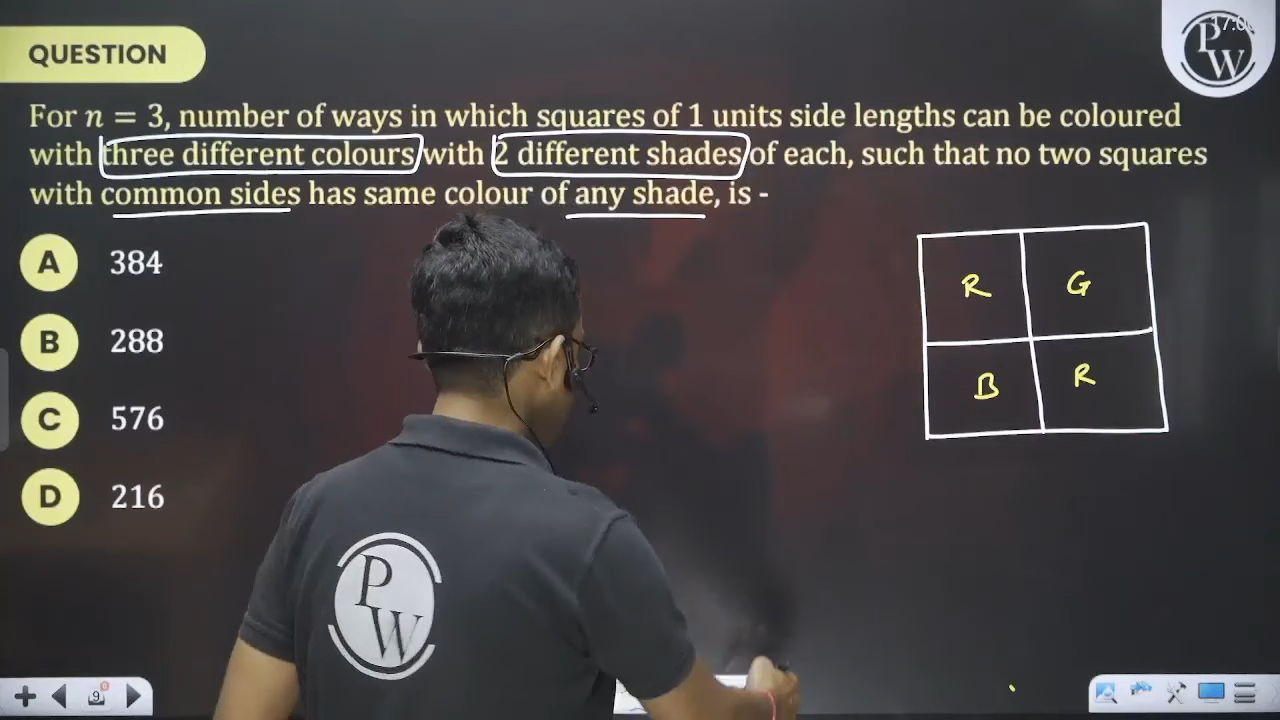 QUESTION
For n = 3, number of ways in which squares of 1 units side lengths can be coloured
with three different colours with 2 different shades of each, such that no two squares
with common sides has same colour of any shade, is -
A 384
B 288
C 576
D 216
R G
B R
PW
PW
9